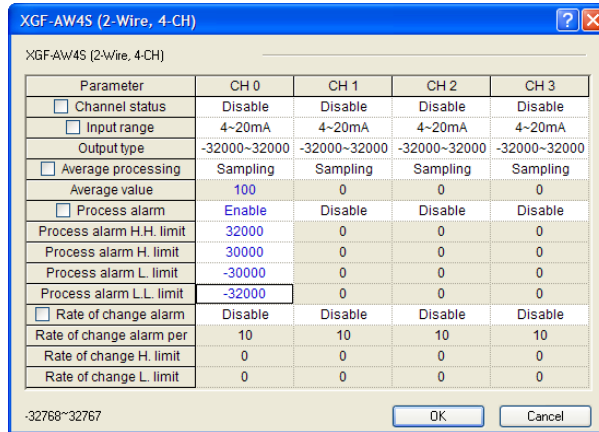 XGF-AW4S (2-Wire, 4-CH)
XGF-AW4S (2-Wire, 4-CH)
Parameter CH 0 CH 1 CH 2 CH 3
Channel status Disable Disable Disable Disable
Input range 4~20mA 4~20mA 4~20mA 4~20mA
Output type -32000~32000 -32000~32000 -32000~32000 -32000~32000
Average processing Sampling Sampling Sampling Sampling
Average value 100 0 0 0
Process alarm Enable Disable Disable Disable
Process alarm H.H. limit 32000 0 0 0
Process alarm H. limit 30000 0 0 0
Process alarm L. limit -30000 0 0 0
Process alarm L.L. limit -32000 0 0 0
Rate of change alarm Disable Disable Disable Disable
Rate of change alarm per 10 10 10 10
Rate of change H. limit 0 0 0 0
Rate of change L. limit 0 0 0 0
-32768~32767 OK Cancel